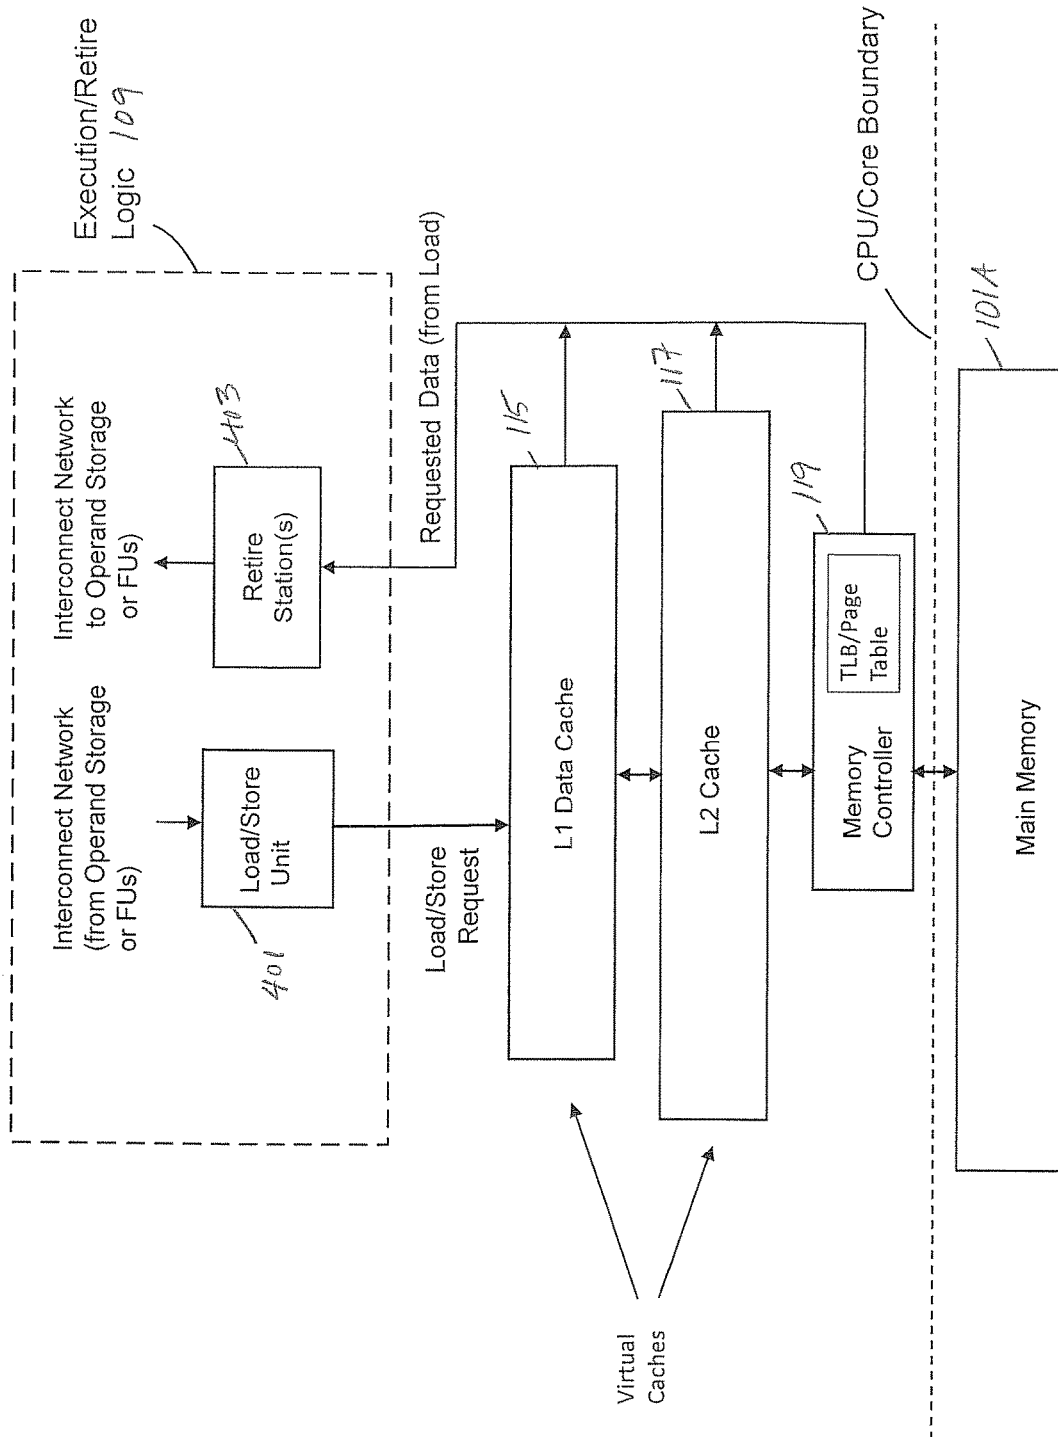 Execution/Retire
Logic 109
Interconnect Network
(from Operand Storage
or FUs)
Interconnect Network
to Operand Storage
or FUs)
Load/Store
Unit
401
Retire
Station(s)
403
Load/Store
Request
Requested Data (from Load)
L1 Data Cache
115
L2 Cache
117
Virtual
Caches
Memory
Controller
TLB/Page
Table
119
CPU/Core Boundary
Main Memory
101A